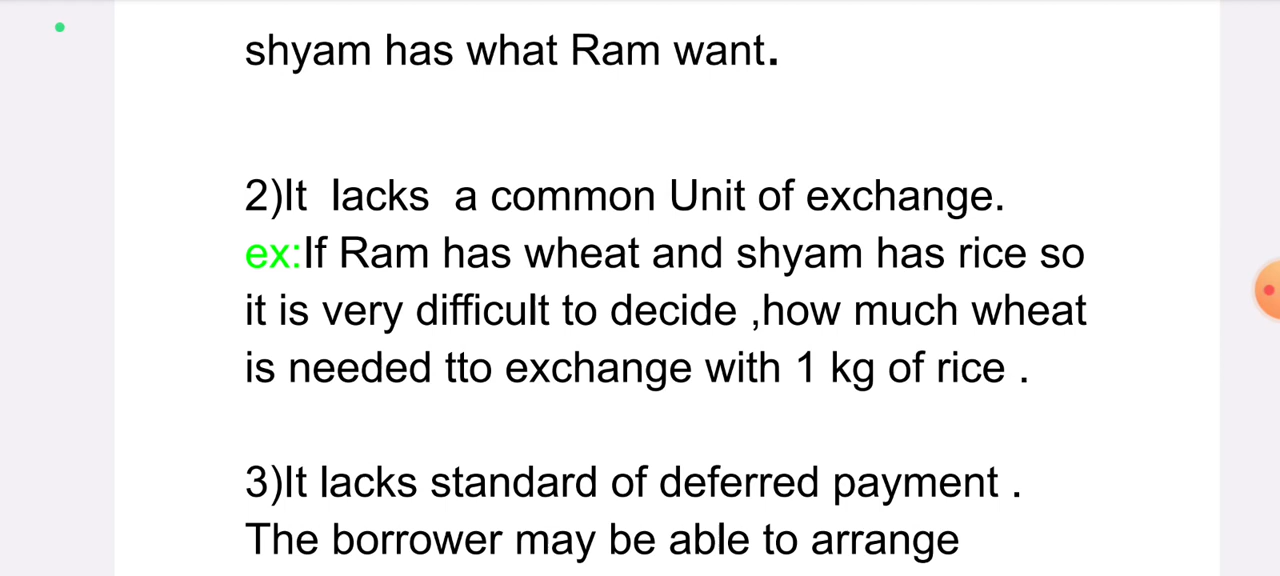 shyam has what Ram want.
2)It lacks a common Unit of exchange.
ex:If Ram has wheat and shyam has rice so
it is very difficult to decide ,how much wheat
is needed tto exchange with 1 kg of rice .
3)It lacks standard of deferred payment .
The borrower may be able to arrange